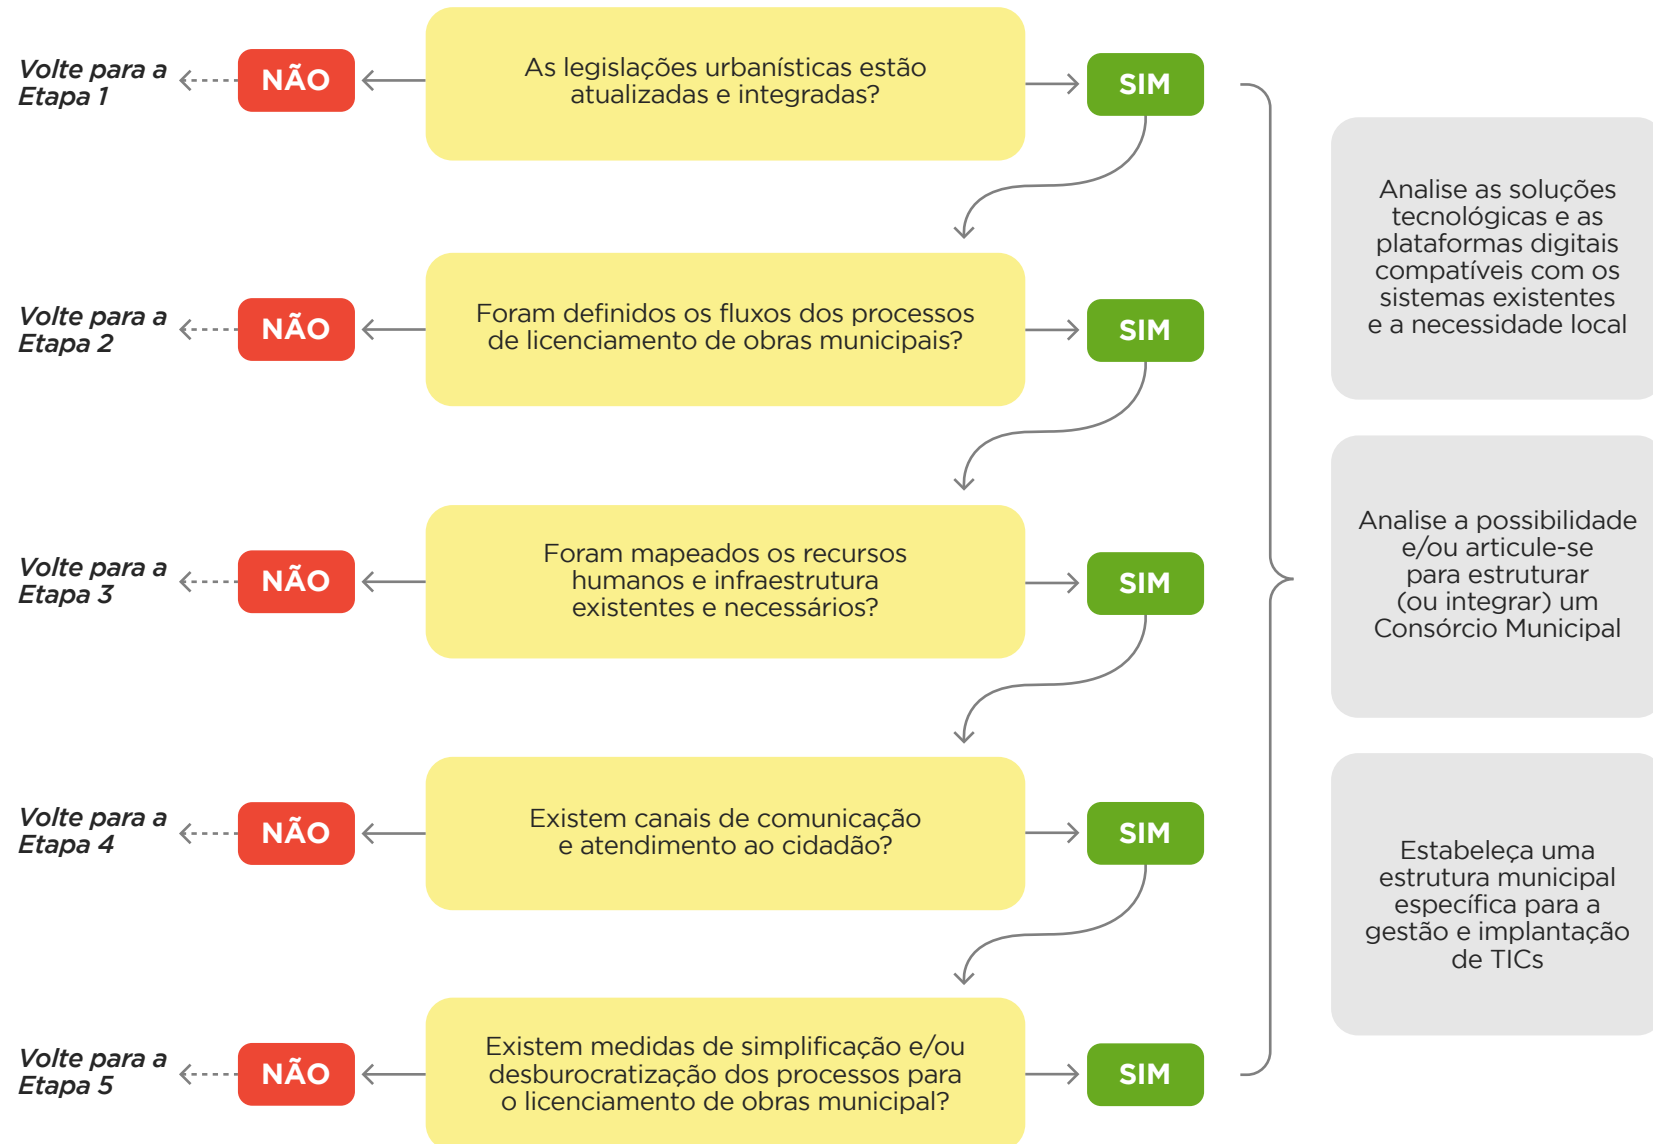 Volte para a
Etapa 1
NÃO
As legislações urbanísticas estão
atualizadas e integradas?
SIM
Volte para a
Etapa 2
NÃO
Foram definidos os fluxos dos processos
de licenciamento de obras municipais?
SIM
Volte para a
Etapa 3
NÃO
Foram mapeados os recursos
humanos e infraestrutura
existentes e necessários?
SIM
Volte para a
Etapa 4
NÃO
Existem canais de comunicação
e atendimento ao cidadão?
SIM
Volte para a
Etapa 5
NÃO
Existem medidas de simplificação e/ou
desburocratização dos processos para
o licenciamento de obras municipal?
SIM
Analise as soluções
tecnológicas e as
plataformas digitais
compatíveis com os
sistemas existentes
e a necessidade local
Analise a possibilidade
e/ou articule-se
para estruturar
(ou integrar) um
Consórcio Municipal
Estabeleça uma
estrutura municipal
específica para a
gestão e implantação
de TICs